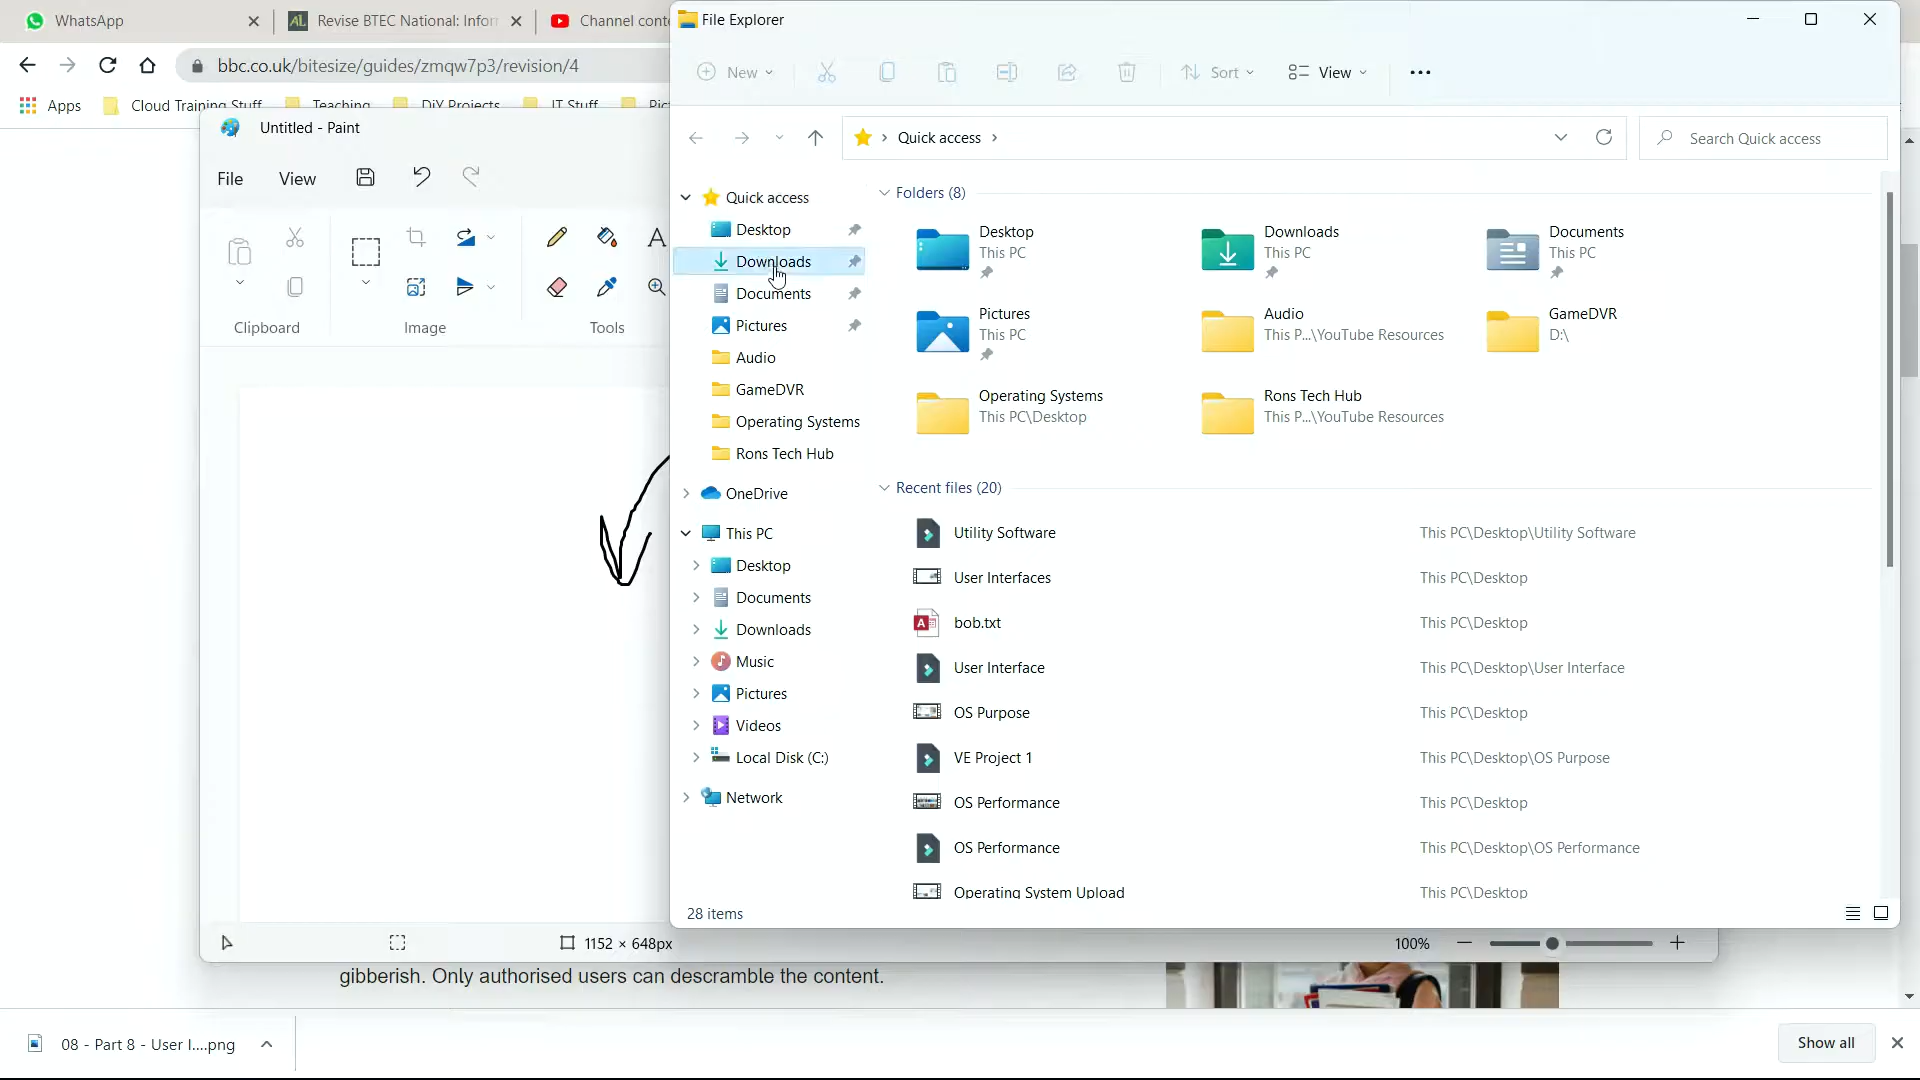 WhatsApp
Revise BTEC National: Infor
Channel conte
bbc.co.uk/bitesize/guides/zmqw7p3/revision/4
Apps
Cloud Training Stuff
Teaching
DIY Projects
IT Stuff
Pic
Untitled - Paint
File
View
Clipboard
Image
Tools
1152 × 648px
100%
File Explorer
New
Sort
View
Quick access
Search Quick access
Quick access
Desktop
Downloads
Documents
Pictures
Audio
GameDVR
Operating Systems
Rons Tech Hub
OneDrive
This PC
Desktop
Documents
Downloads
Music
Pictures
Videos
Local Disk (C:)
Network
Folders (8)
Desktop
This PC
Downloads
This PC
Documents
This PC
Pictures
This PC
Audio
This P...\YouTube Resources
GameDVR
D:\
Operating Systems
This PC\Desktop
Rons Tech Hub
This P...\YouTube Resources
Recent files (20)
Utility Software This PC\Desktop\Utility Software
User Interfaces This PC\Desktop
bob.txt This PC\Desktop
User Interface This PC\Desktop\User Interface
OS Purpose This PC\Desktop
VE Project 1 This PC\Desktop\OS Purpose
OS Performance This PC\Desktop
OS Performance This PC\Desktop\OS Performance
Operating System Upload This PC\Desktop
28 items
gibberish. Only authorised users can descramble the content.
08 - Part 8 - User I....png
Show all